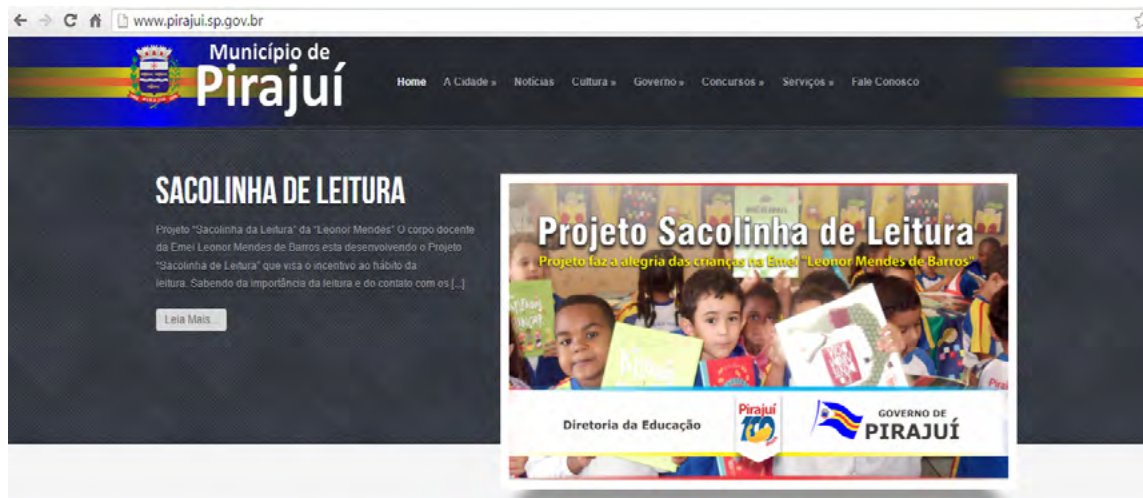 www.pirajui.sp.gov.br
Município de
Pirajuí
Home A Cidade » Notícias Cultura » Governo » Concursos » Serviços » Fale Conosco
SACOLINHA DE LEITURA
Projeto "Sacolinha da Leitura" da "Leonor Mendes" O corpo docente
da Emei Leonor Mendes de Barros esta desenvolvendo o Projeto
"Sacolinha de Leitura" que visa o incentivo ao hábito da
leitura. Sabendo da importância da leitura e do contato com os [...]
Leia Mais...
Projeto Sacolinha de Leitura
Projeto faz a alegria das crianças na Emei "Leonor Mendes de Barros"
Diretoria da Educação
Pirajuí
100
GOVERNO DE
PIRAJUÍ